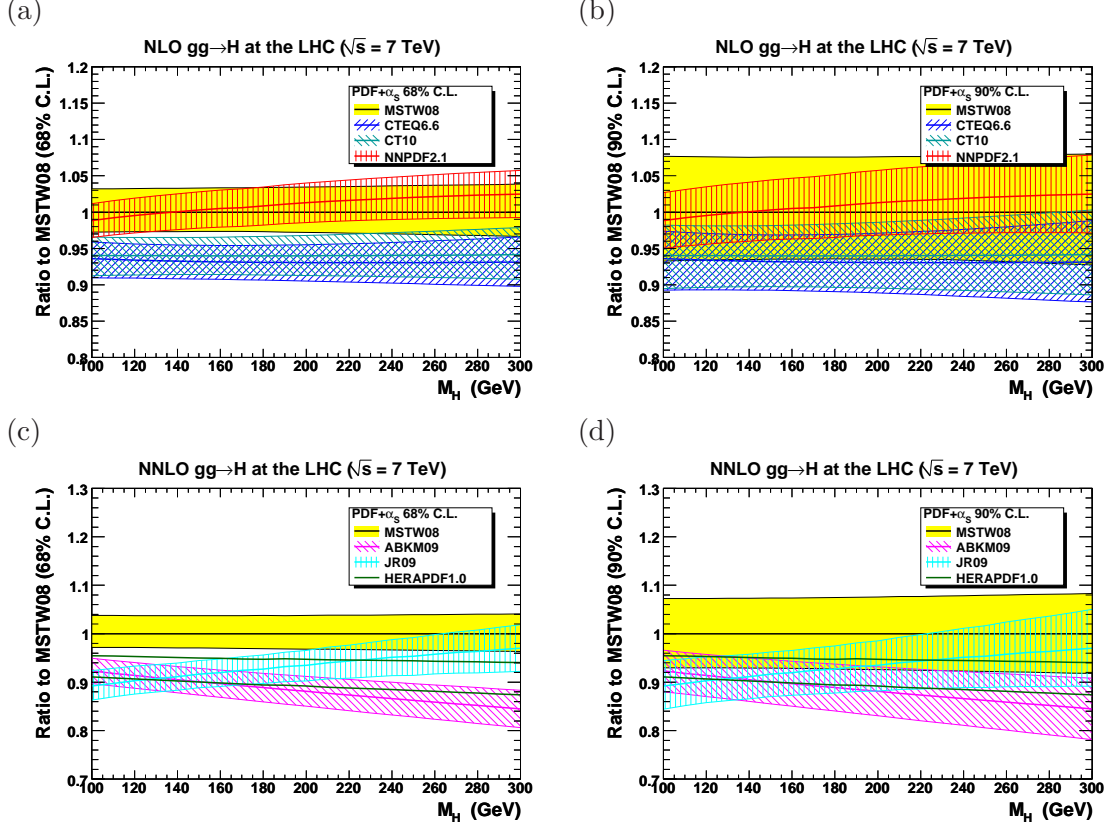 (a)
NLO gg→H at the LHC (√s = 7 TeV)
Ratio to MSTW08 (68% C.L.)
1.2
1.15
1.1
1.05
1
0.95
0.9
0.85
0.8
PDF+αS 68% C.L.
MSTW08
CTEQ6.6
CT10
NNPDF2.1
100 120 140 160 180 200 220 240 260 280 300
MH (GeV)
(b)
NLO gg→H at the LHC (√s = 7 TeV)
Ratio to MSTW08 (90% C.L.)
1.2
1.15
1.1
1.05
1
0.95
0.9
0.85
0.8
PDF+αS 90% C.L.
MSTW08
CTEQ6.6
CT10
NNPDF2.1
100 120 140 160 180 200 220 240 260 280 300
MH (GeV)
(c)
NNLO gg→H at the LHC (√s = 7 TeV)
Ratio to MSTW08 (68% C.L.)
1.3
1.2
1.1
1
0.9
0.8
0.7
PDF+αS 68% C.L.
MSTW08
ABKM09
JR09
HERAPDF1.0
100 120 140 160 180 200 220 240 260 280 300
MH (GeV)
(d)
NNLO gg→H at the LHC (√s = 7 TeV)
Ratio to MSTW08 (90% C.L.)
1.3
1.2
1.1
1
0.9
0.8
0.7
PDF+αS 90% C.L.
MSTW08
ABKM09
JR09
HERAPDF1.0
100 120 140 160 180 200 220 240 260 280 300
MH (GeV)